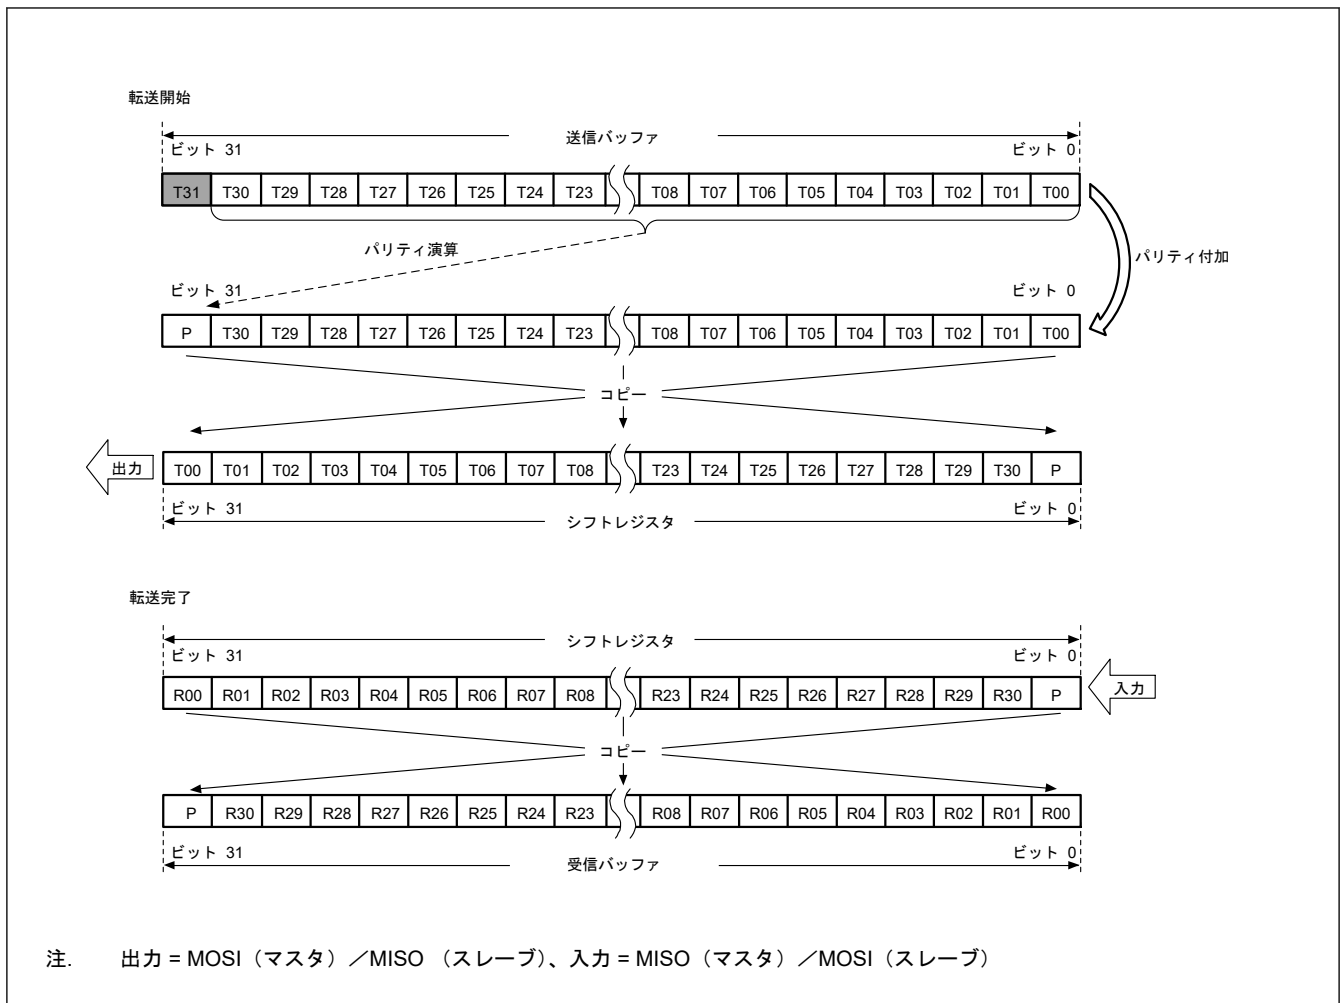 転送開始
送信バッファ
ビット 31 ビット 0
T31 T30 T29 T28 T27 T26 T25 T24 T23 T08 T07 T06 T05 T04 T03 T02 T01 T00
パリティ演算
パリティ付加
ビット 31 ビット 0
P T30 T29 T28 T27 T26 T25 T24 T23 T08 T07 T06 T05 T04 T03 T02 T01 T00
コピー
出力 T00 T01 T02 T03 T04 T05 T06 T07 T08 T23 T24 T25 T26 T27 T28 T29 T30 P
ビット 31 ビット 0
シフトレジスタ
転送完了
シフトレジスタ
ビット 31 ビット 0
R00 R01 R02 R03 R04 R05 R06 R07 R08 R23 R24 R25 R26 R27 R28 R29 R30 P 入力
コピー
P R30 R29 R28 R27 R26 R25 R24 R23 R08 R07 R06 R05 R04 R03 R02 R01 R00
ビット 31 ビット 0
受信バッファ
注. 出力 = MOSI（マスタ）／MISO （スレーブ）、入力 = MISO（マスタ）／MOSI（スレーブ）